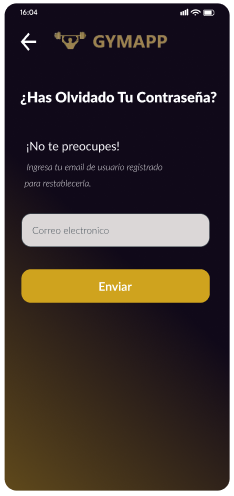 16:04
GYMAPP
¿Has Olvidado Tu Contraseña?
¡No te preocupes!
Ingresa tu email de usuario registrado
para restablecerla.
Correo electronico
Enviar